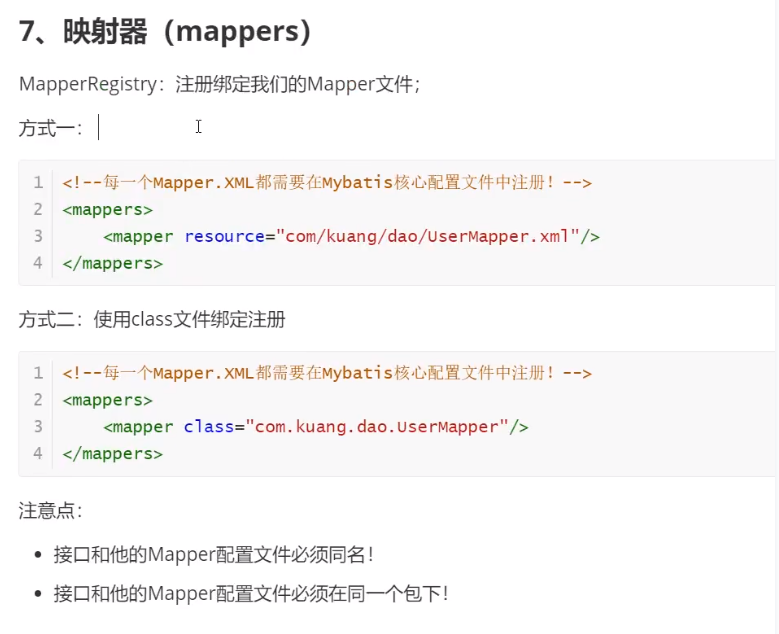 7、映射器（mappers）
MapperRegistry：注册绑定我们的Mapper文件；
方式一：
1 <!--每一个Mapper.XML都需要在Mybatis核心配置文件中注册！-->
2 <mappers>
3     <mapper resource="com/kuang/dao/UserMapper.xml"/>
4 </mappers>
方式二：使用class文件绑定注册
1 <!--每一个Mapper.XML都需要在Mybatis核心配置文件中注册！-->
2 <mappers>
3     <mapper class="com.kuang.dao.UserMapper"/>
4 </mappers>
注意点：
• 接口和他的Mapper配置文件必须同名！
• 接口和他的Mapper配置文件必须在同一个包下！